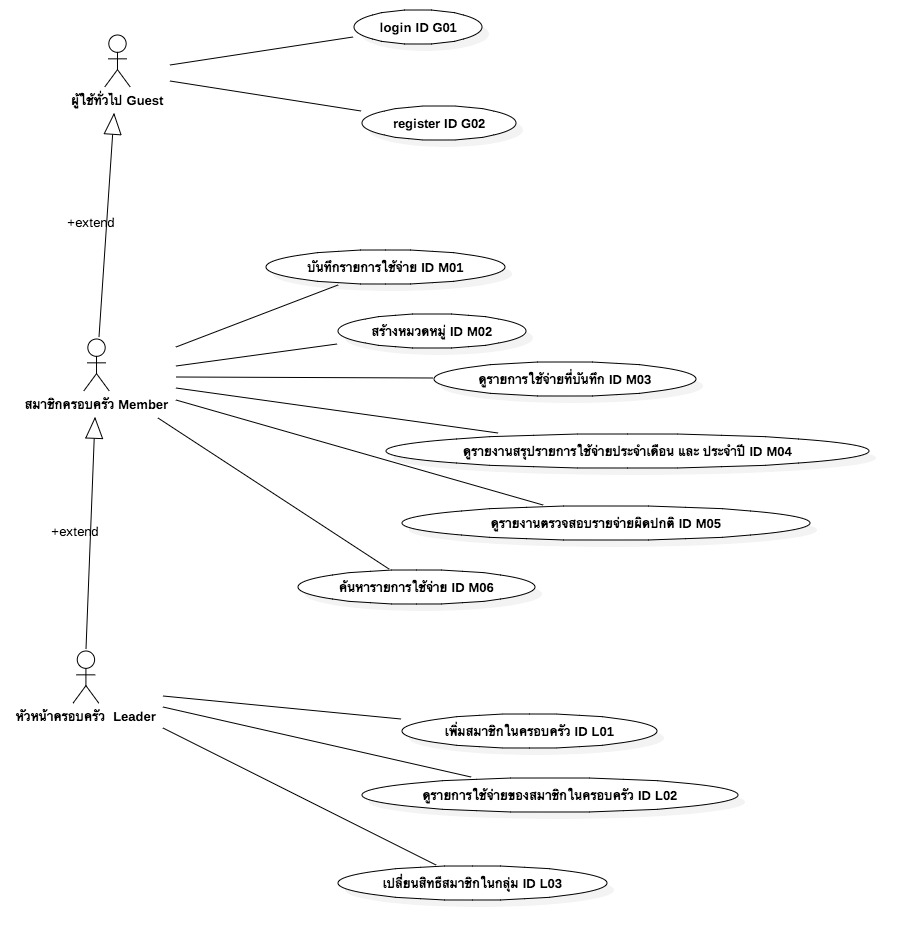 login ID G01
ผู้ใช้ทั่วไป Guest
register ID G02
+extend
บันทึกรายการใช้จ่าย ID M01
สร้างหมวดหมู่ ID M02
ดูรายการใช้จ่ายที่บันทึก ID M03
สมาชิกครอบครัว Member
ดูรายงานสรุปรายการใช้จ่ายประจำเดือน และ ประจำปี ID M04
ดูรายงานตรวจสอบรายจ่ายผิดปกติ ID M05
+extend
ค้นหารายการใช้จ่าย ID M06
หัวหน้าครอบครัว  Leader
เพิ่มสมาชิกในครอบครัว ID L01
ดูรายการใช้จ่ายของสมาชิกในครอบครัว ID L02
เปลี่ยนสิทธิสมาชิกในกลุ่ม ID L03